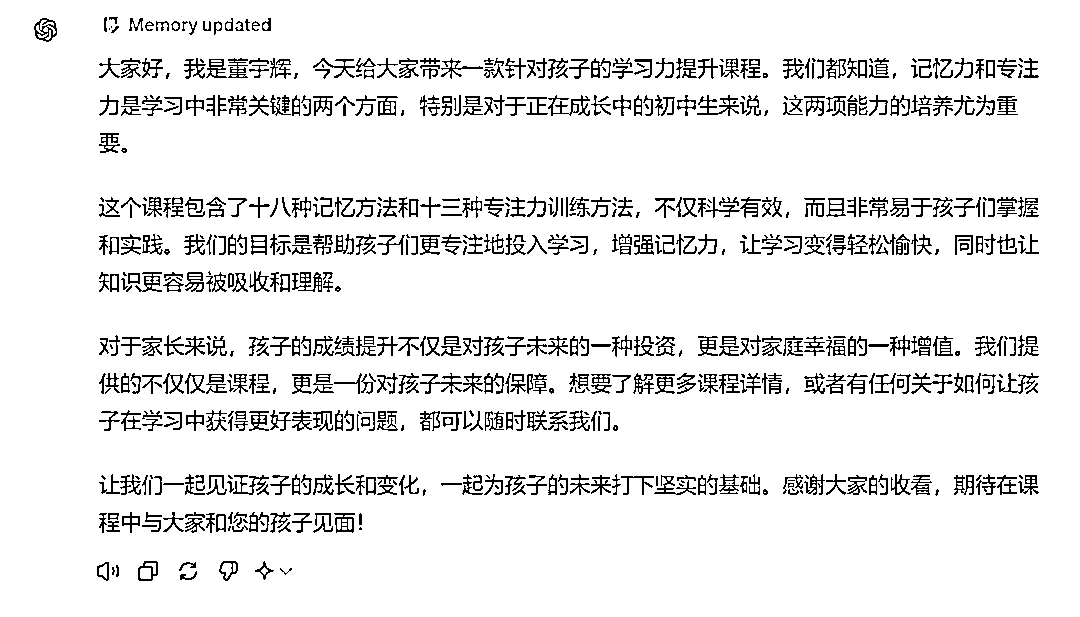 Memory updated
大家好，我是董宇辉，今天给大家带来一款针对孩子的学习力提升课程。我们都知道，记忆力和专注
力是学习中非常关键的两个方面，特别是对于正在成长中的初中生来说，这两项能力的培养尤为重
要。
这个课程包含了十八种记忆方法和十三种专注力训练方法，不仅科学有效，而且非常易于孩子们掌握
和实践。我们的目标是帮助孩子们更专注地投入学习，增强记忆力，让学习变得轻松愉快，同时也让
知识更容易被吸收和理解。
对于家长来说，孩子的成绩提升不仅是对孩子未来的一种投资，更是对家庭幸福的一种增值。我们提
供的不仅仅是课程，更是一份对孩子未来的保障。想要了解更多课程详情，或者有任何关于如何让孩
子在学习中获得更好表现的问题，都可以随时联系我们。
让我们一起见证孩子的成长和变化，一起为孩子的未来打下坚实的基础。感谢大家的收看，期待在课
程中与大家和您的孩子见面！